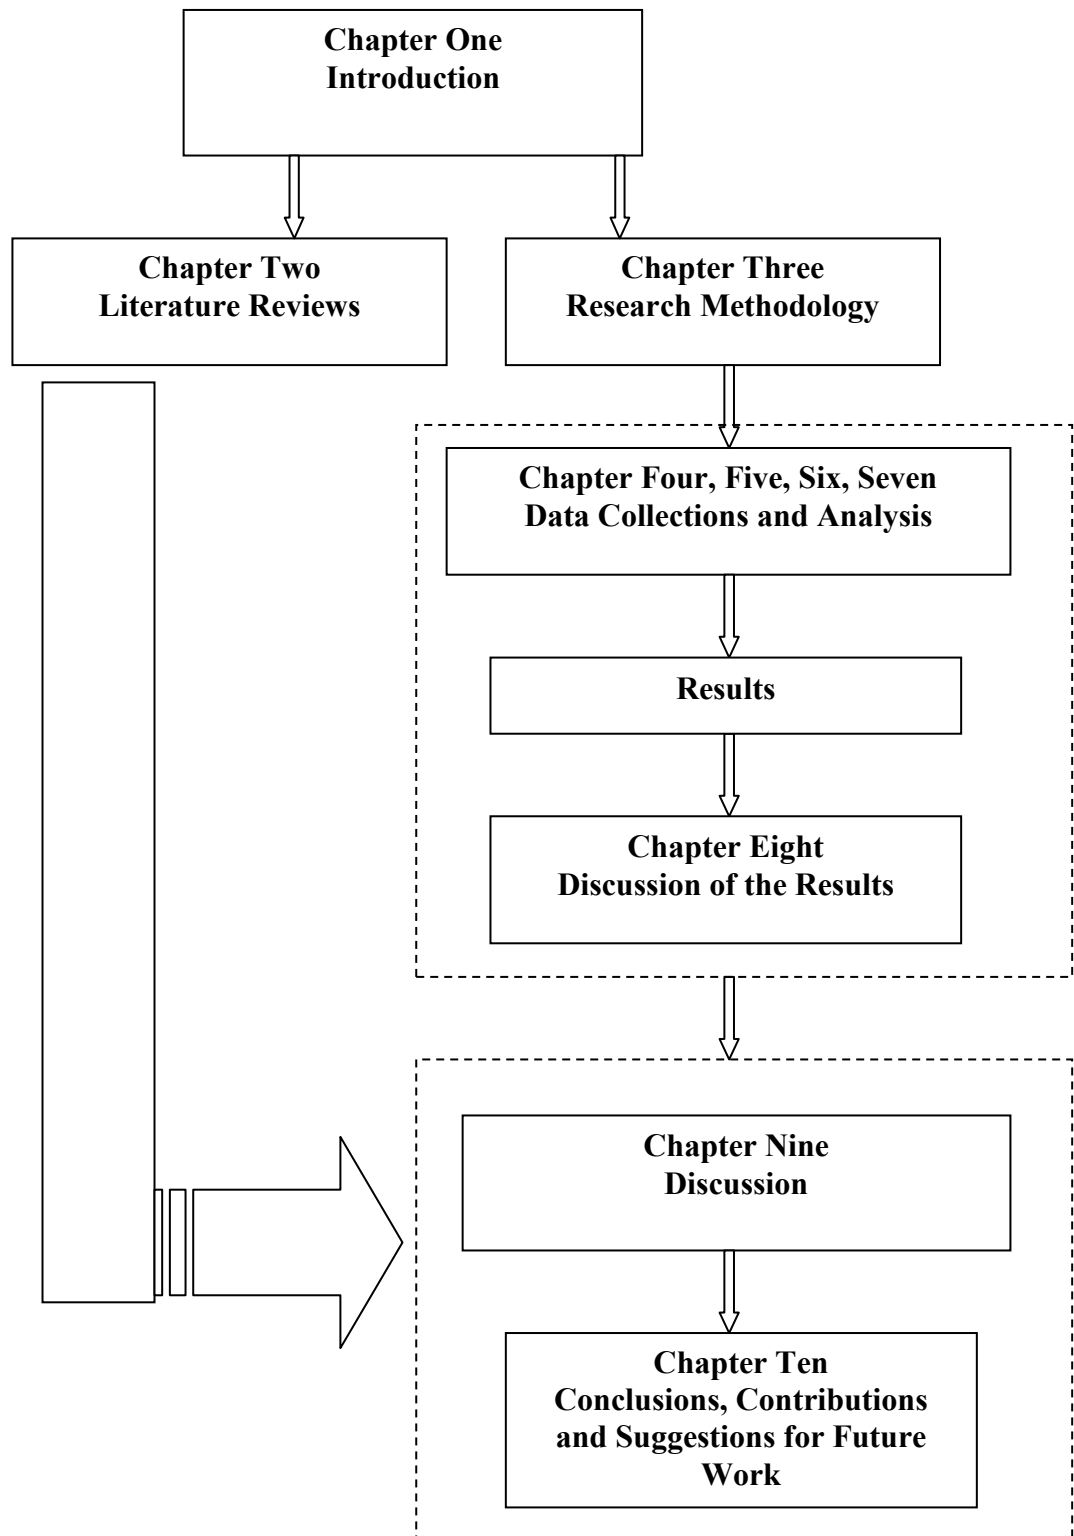 Chapter One
Introduction
Chapter Two
Literature Reviews
Chapter Three
Research Methodology
Chapter Four, Five, Six, Seven
Data Collections and Analysis
Results
Chapter Eight
Discussion of the Results
Chapter Nine
Discussion
Chapter Ten
Conclusions, Contributions
and Suggestions for Future
Work